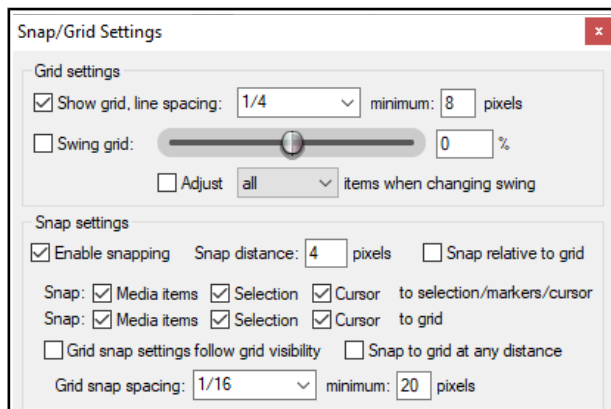 Snap/Grid Settings
x
Grid settings
Show grid, line spacing: 1/4 minimum: 8 pixels
Swing grid: 0 %
Adjust all items when changing swing
Snap settings
Enable snapping Snap distance: 4 pixels Snap relative to grid
Snap: Media items Selection Cursor to selection/markers/cursor
Snap: Media items Selection Cursor to grid
Grid snap settings follow grid visibility Snap to grid at any distance
Grid snap spacing: 1/16 minimum: 20 pixels